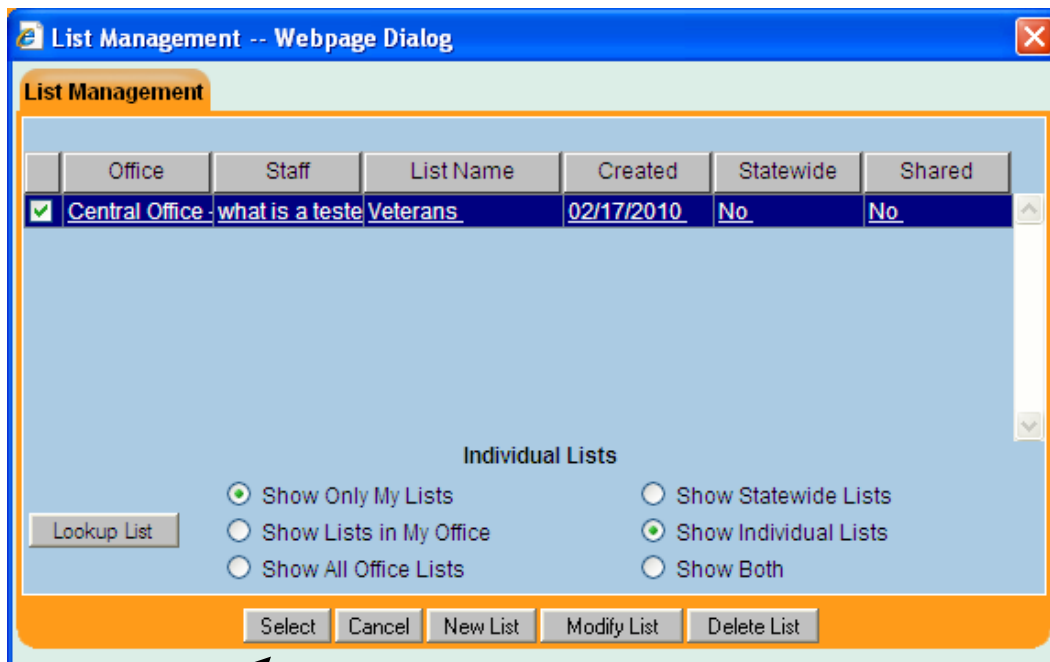 List Management -- Webpage Dialog
List Management
Office Staff List Name Created Statewide Shared
Central Office - what is a teste Veterans 02/17/2010 No No
Individual Lists
Show Only My Lists Show Statewide Lists
Lookup List Show Lists in My Office Show Individual Lists
Show All Office Lists Show Both
Select Cancel New List Modify List Delete List